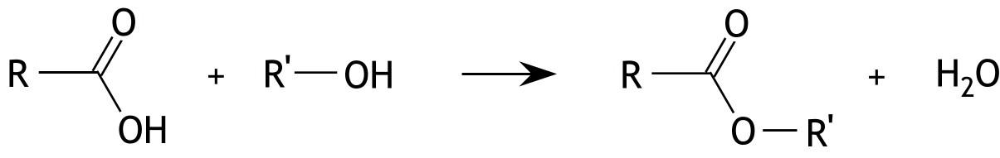 O O
R + R'—OH → R + H₂O
OH O—R'